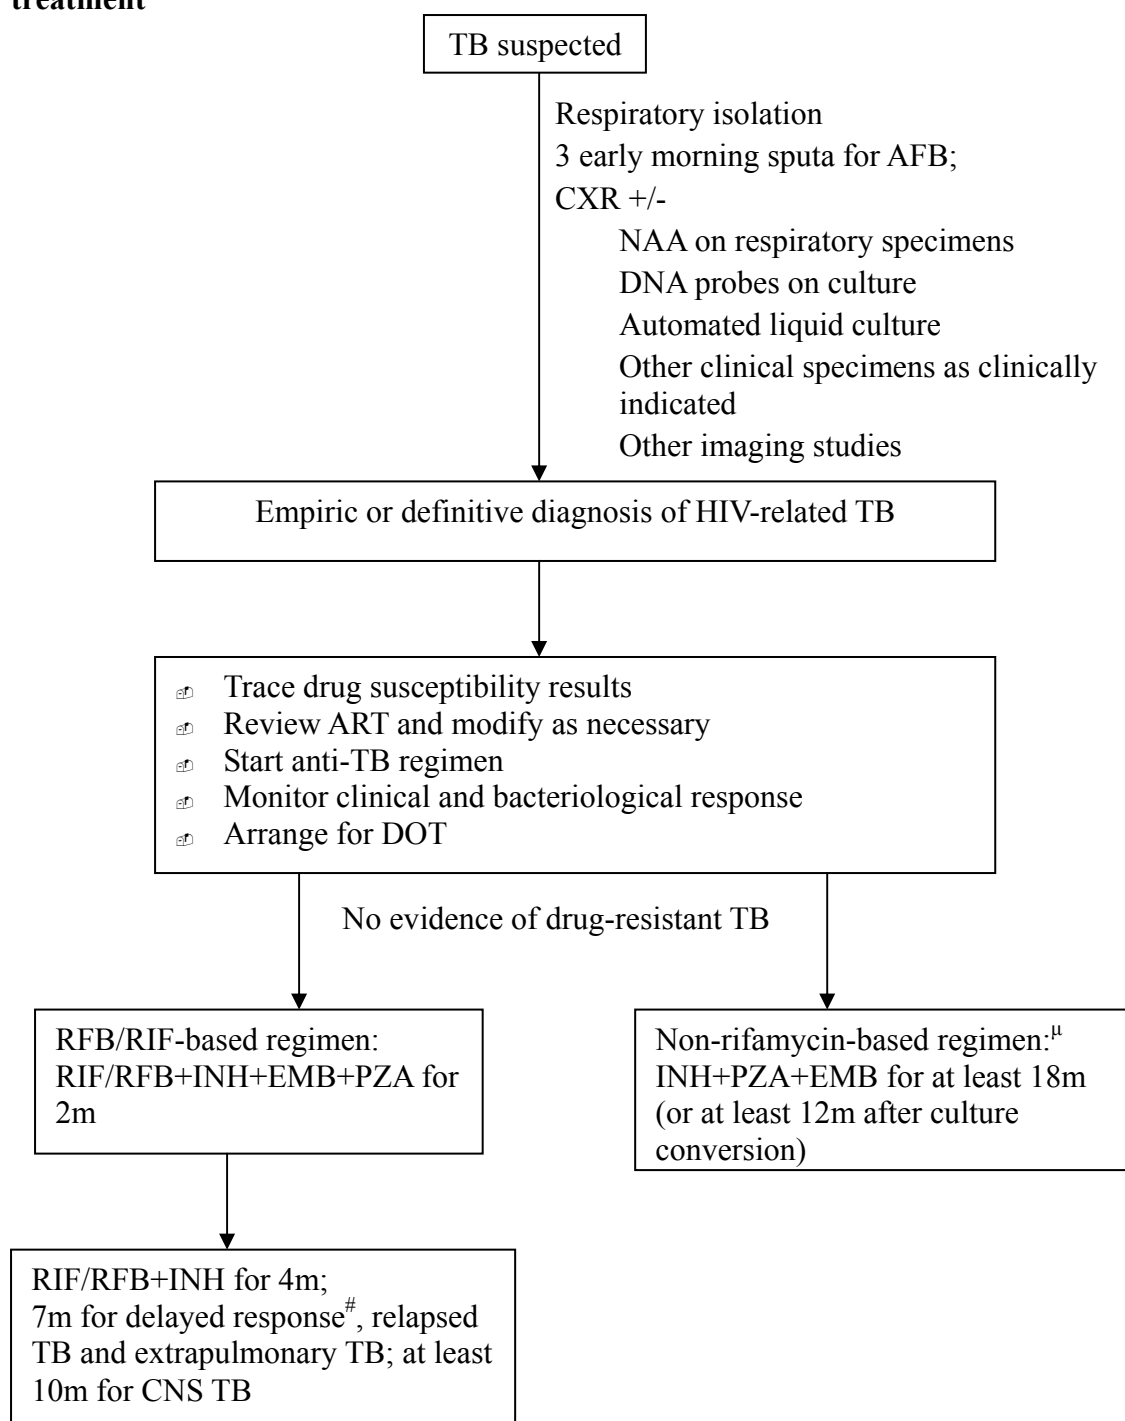 treatment
TB suspected
Respiratory isolation
3 early morning sputa for AFB;
CXR +/-
NAA on respiratory specimens
DNA probes on culture
Automated liquid culture
Other clinical specimens as clinically
indicated
Other imaging studies
Empiric or definitive diagnosis of HIV-related TB
Trace drug susceptibility results
Review ART and modify as necessary
Start anti-TB regimen
Monitor clinical and bacteriological response
Arrange for DOT
No evidence of drug-resistant TB
RFB/RIF-based regimen:
RIF/RFB+INH+EMB+PZA for
2m
Non-rifamycin-based regimen:µ
INH+PZA+EMB for at least 18m
(or at least 12m after culture
conversion)
RIF/RFB+INH for 4m;
7m for delayed response#, relapsed
TB and extrapulmonary TB; at least
10m for CNS TB